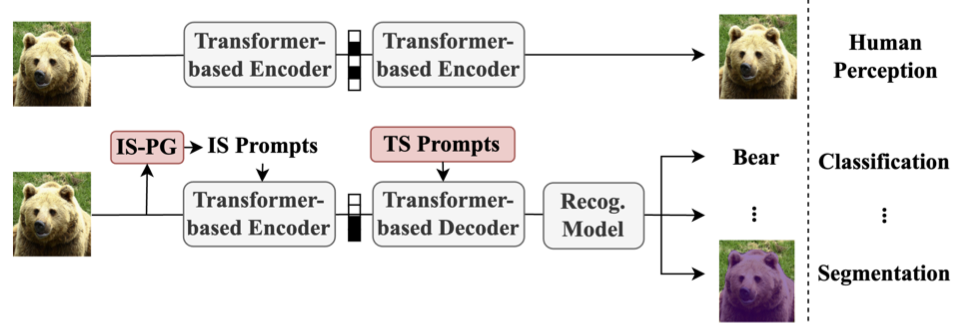 Transformer-
based Encoder
Transformer-
based Encoder
Human
Perception
IS-PG
IS Prompts
TS Prompts
Transformer-
based Encoder
Transformer-
based Decoder
Recog.
Model
Bear
Classification
Segmentation